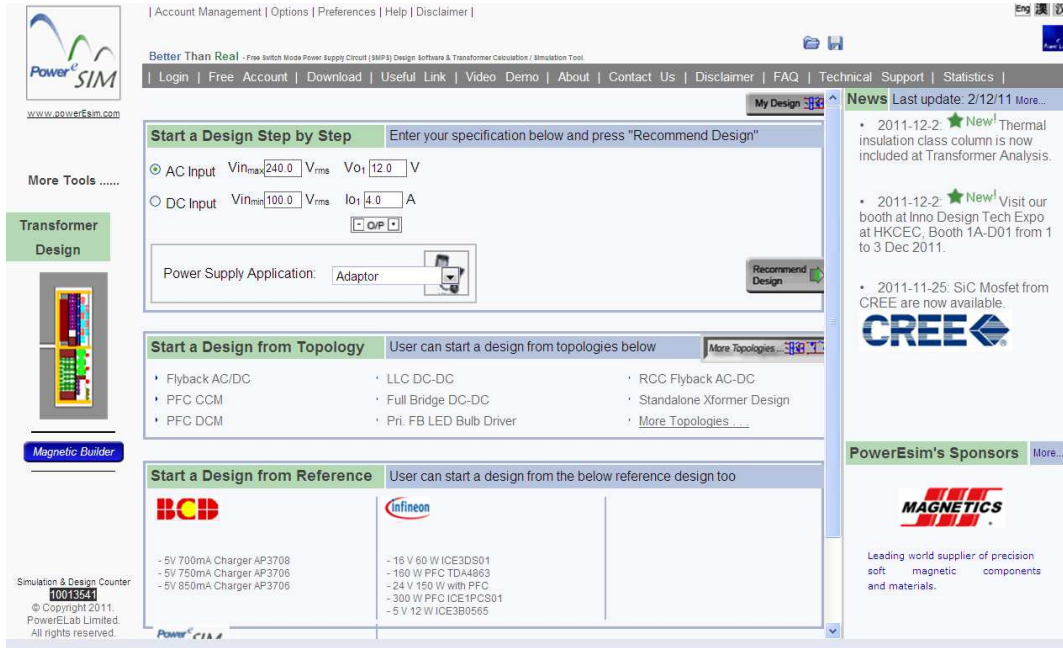 | Account Management | Options | Preferences | Help | Disclaimer |
Eng 漢
Power e SIM
www.powerEsim.com
Better Than Real - Free Switch Mode Power Supply Circuit (SMPS) Design Software & Transformer Calculation / Simulation Tool.
| Login | Free Account | Download | Useful Link | Video Demo | About | Contact Us | Disclaimer | FAQ | Technical Support | Statistics |
More Tools ......
Transformer
Design
Magnetic Builder
Simulation & Design Counter
10013541
© Copyright 2011.
PowerELab Limited.
All rights reserved.
My Design
Start a Design Step by Step Enter your specification below and press "Recommend Design"
AC Input Vinmax 240.0 Vrms Vo1 12.0 V
DC Input Vinmin 100.0 Vrms Io1 4.0 A
- O/P +
Power Supply Application: Adaptor
Recommend
Design
Start a Design from Topology User can start a design from topologies below More Topologies ...
Flyback AC/DC LLC DC-DC RCC Flyback AC-DC
PFC CCM Full Bridge DC-DC Standalone Xformer Design
PFC DCM Pri. FB LED Bulb Driver More Topologies . . .
Start a Design from Reference User can start a design from the below reference design too
BCD
- 5V 700mA Charger AP3708
- 5V 750mA Charger AP3706
- 5V 850mA Charger AP3706
infineon
- 16 V 60 W ICE3DS01
- 160 W PFC TDA4863
- 24 V 150 W with PFC
- 300 W PFC ICE1PCS01
- 5 V 12 W ICE3B0565
Power e SIM
News Last update: 2/12/11 More...
• 2011-12-2: New! Thermal
insulation class column is now
included at Transformer Analysis.
• 2011-12-2: New! Visit our
booth at Inno Design Tech Expo
at HKCEC, Booth 1A-D01 from 1
to 3 Dec 2011.
• 2011-11-25: SiC Mosfet from
CREE are now available.
CREE
PowerEsim's Sponsors More...
MAGNETICS
Leading world supplier of precision
soft magnetic components
and materials.